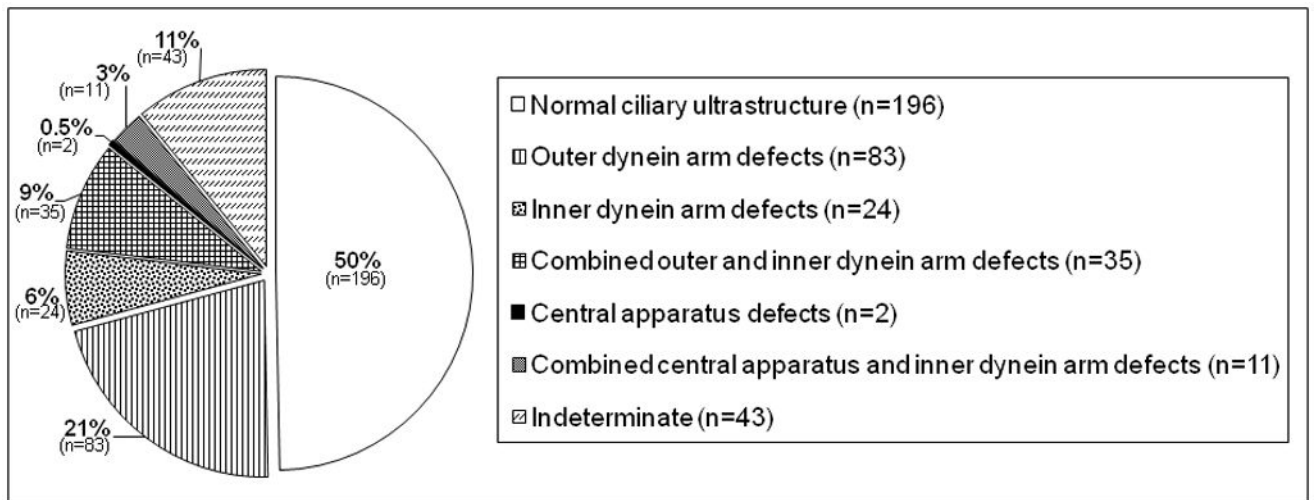 11%
(n=43)
3%
(n=11)
0.5%
(n=2)
9%
(n=35)
6%
(n=24)
21%
(n=83)
50%
(n=196)
Normal ciliary ultrastructure (n=196)
Outer dynein arm defects (n=83)
Inner dynein arm defects (n=24)
Combined outer and inner dynein arm defects (n=35)
Central apparatus defects (n=2)
Combined central apparatus and inner dynein arm defects (n=11)
Indeterminate (n=43)